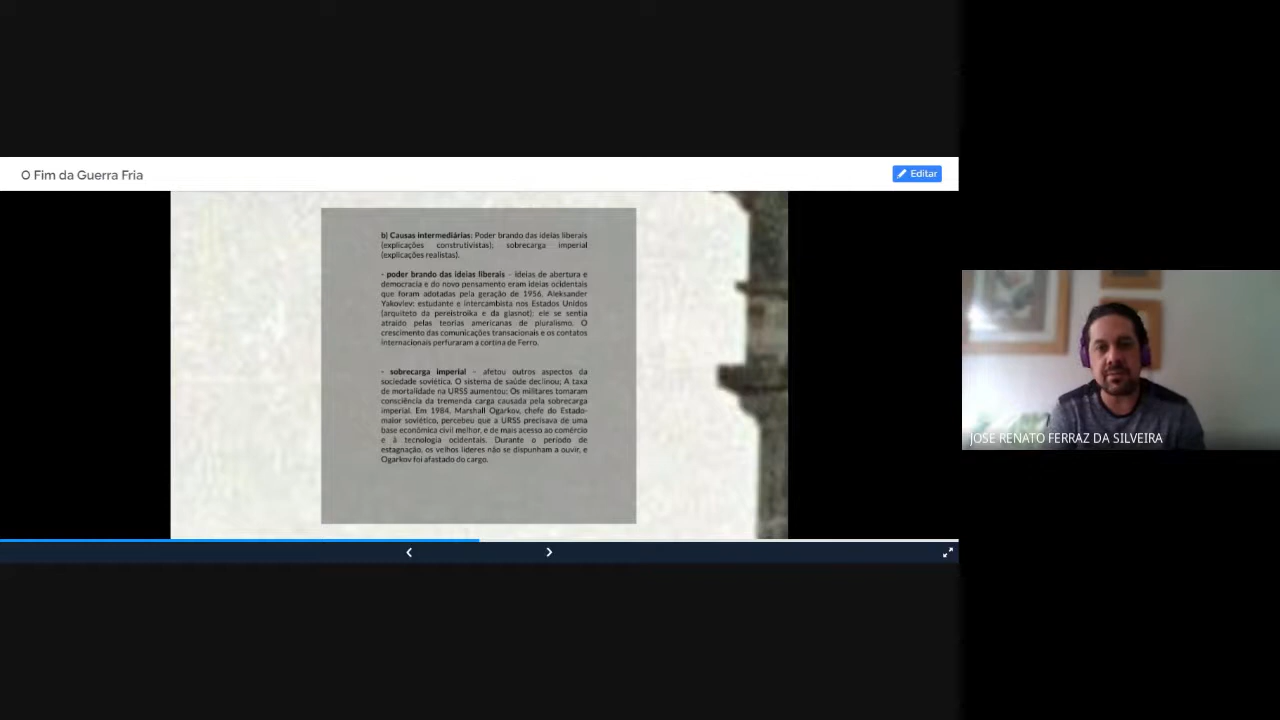 O Fim da Guerra Fria
Editar
b) Causas intermediárias: Poder brando das ideias liberais
(explicações construtivistas); sobrecarga imperial
(explicações realistas).
- poder brando das ideias liberais - ideias de abertura e
democracia e do novo pensamento eram ideias ocidentais
que foram adotadas pela geração de 1956. Aleksander
Yakovlev: estudante e intercambista nos Estados Unidos
(arquiteto da pereistroika e da glasnot): ele se sentia
atraído pelas teorias americanas de pluralismo. O
crescimento das comunicações transacionais e os contatos
internacionais perfuraram a cortina de Ferro.
- sobrecarga imperial - afetou outros aspectos da
sociedade soviética. O sistema de saúde declinou; A taxa
de mortalidade na URSS aumentou; Os militares tomaram
consciência da tremenda carga causada pela sobrecarga
imperial. Em 1984, Marshall Ogarkov, chefe do Estado-
maior soviético, percebeu que a URSS precisava de uma
base econômica civil melhor, e de mais acesso ao comércio
e à tecnologia ocidentais. Durante o período de
estagnação, os velhos líderes não se dispunham a ouvir, e
Ogarkov foi afastado do cargo.
JOSE RENATO FERRAZ DA SILVEIRA